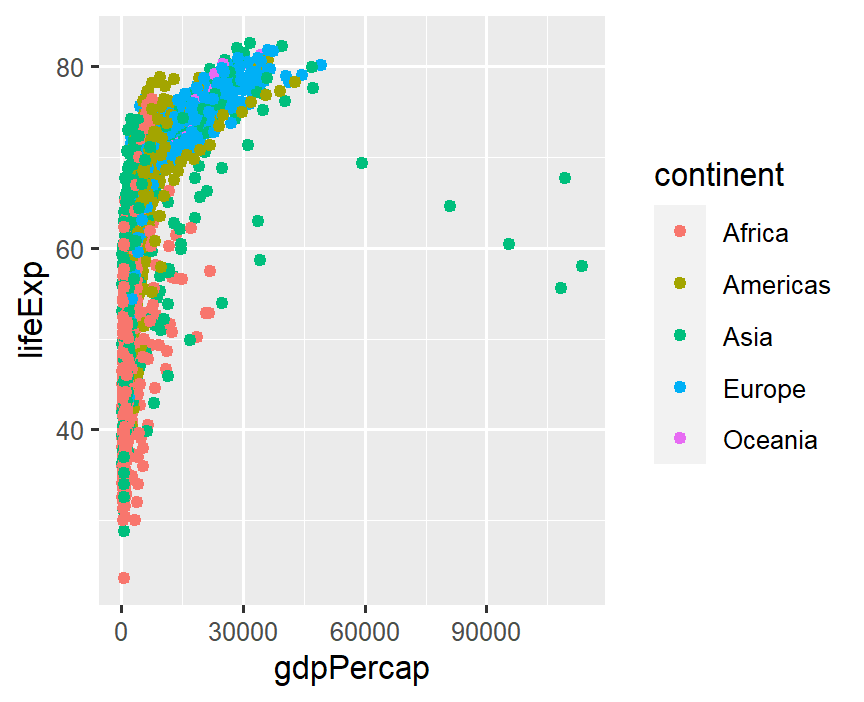 80
60
40
lifeExp
0 30000 60000 90000
gdpPercap
continent
Africa
Americas
Asia
Europe
Oceania